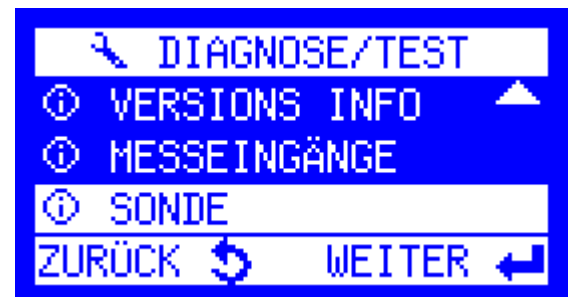 DIAGNOSE/TEST
VERSIONS INFO
MESSEINGÄNGE
SONDE
ZURÜCK WEITER